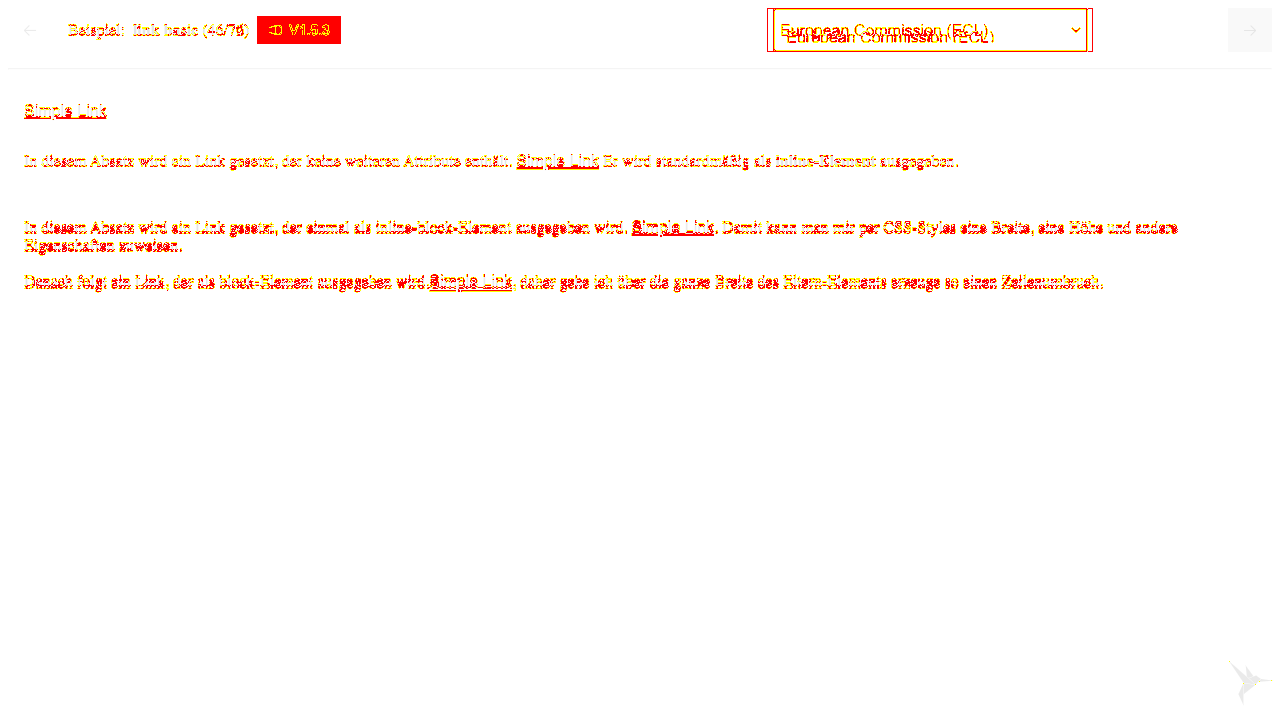 Beispiel: link-basic (46/76) V1.6.3 European Commission (ECL)
Simple Link
In diesem Absatz wird ein Link gesetzt, der keine weiteren Attribute enthält. Simple Link Er wird standardmäßig als inline-Element ausgegeben.
In diesem Absatz wird ein Link gesetzt, der einmal als inline-block-Element ausgegeben wird. Simple Link. Damit kann man mir per CSS-Styles eine Breite, eine Höhe und andere
Eigenschaften zuweisen.
Danach folgt ein Link, der als block-Element ausgegeben wird.Simple Link, daher gehe ich über die ganze Breite des Eltern-Elements erzeuge so einen Zeilenumbruch.